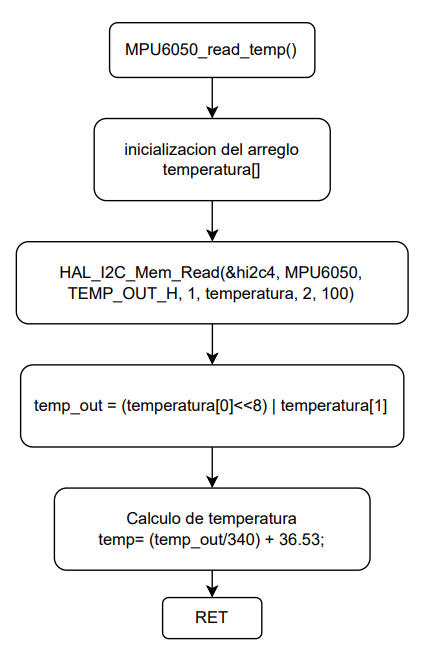 MPU6050_read_temp()
inicializacion del arreglo
temperatura[]
HAL_I2C_Mem_Read(&hi2c4, MPU6050,
TEMP_OUT_H, 1, temperatura, 2, 100)
temp_out = (temperatura[0]<<8) | temperatura[1]
Calculo de temperatura
temp= (temp_out/340) + 36.53;
RET